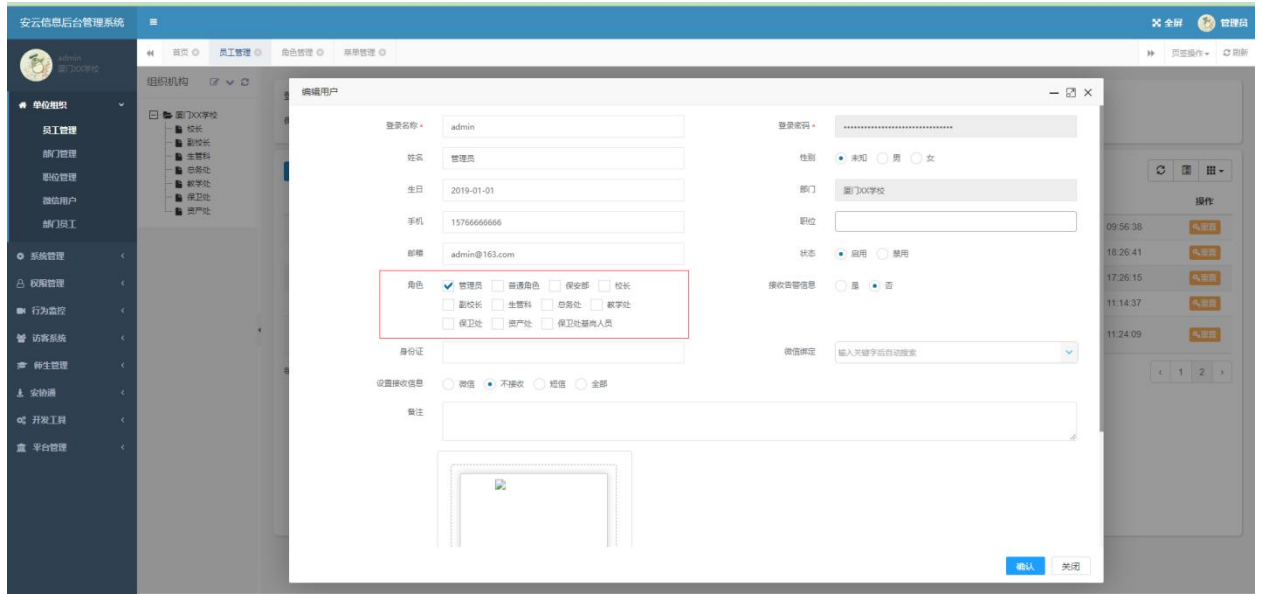 安云信息后台管理系统
全屏
管理员
admin
厦门XX学校
首页
员工管理
角色管理
菜单管理
页签操作
刷新
单位组织
员工管理
部门管理
职位管理
微信用户
部门员工
系统管理
权限管理
行为监控
访客系统
师生管理
安协通
开发工具
平台管理
组织机构
厦门XX学校
校长
副校长
生管科
总务处
教学处
保卫处
资产处
编辑用户
登录名称 * admin
登录密码 * ********************************
姓名 管理员
性别 未知 男 女
生日 2019-01-01
部门 厦门XX学校
手机 15766666666
职位
邮箱 admin@163.com
状态 启用 禁用
角色 管理员 普通角色 保安部 校长
副校长 生管科 总务处 教学处
保卫处 资产处 保卫处基岗人员
接收告警信息 是 否
身份证
微信绑定 输入关键字后自动搜索
设置接收信息 微信 不接收 短信 全部
备注
确认 关闭
操作
09:56:38 重置
18:26:41 重置
17:26:15 重置
11:14:37 重置
11:24:09 重置
‹ 1 2 ›